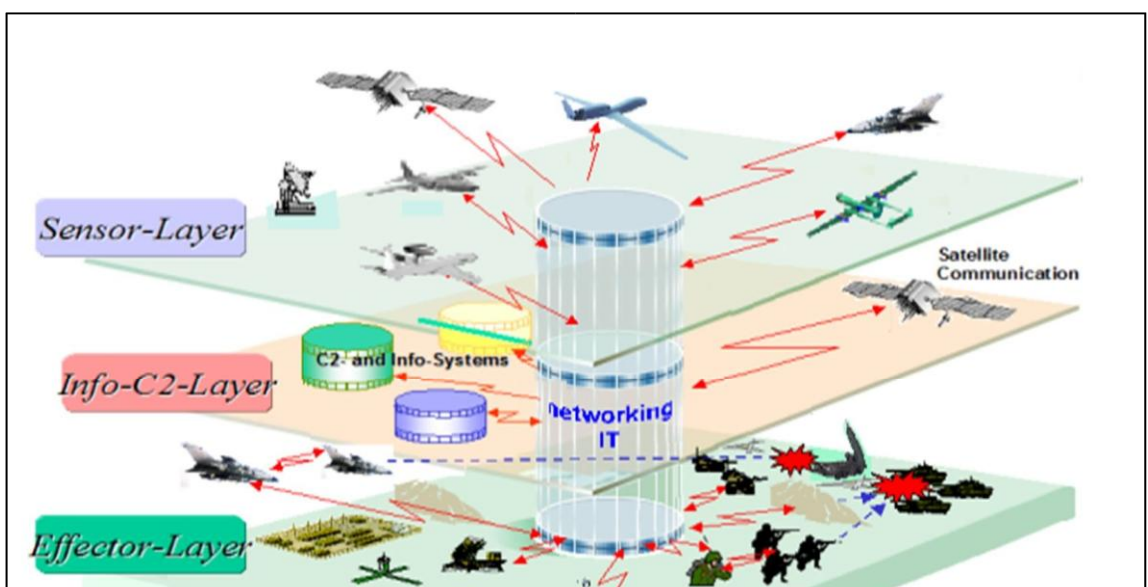 Sensor-Layer
Satellite
Communication
C2- and Info-Systems
Info-C2-Layer
networking
IT
Effector-Layer